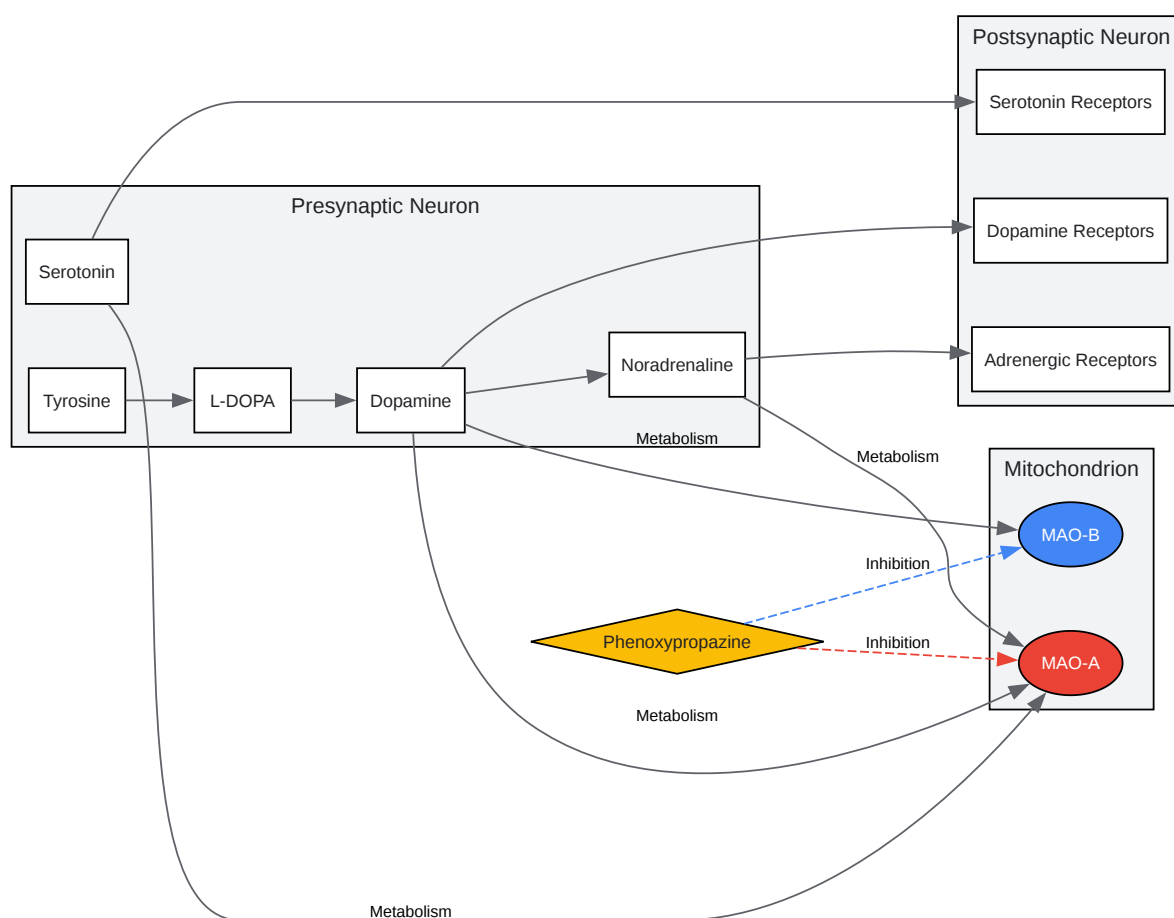 Postsynaptic Neuron
Serotonin Receptors
Presynaptic Neuron
Dopamine Receptors
Serotonin
Noradrenaline
Adrenergic Receptors
Tyrosine
L-DOPA
Dopamine
Metabolism
Metabolism
Mitochondrion
MAO-B
Inhibition
Phenoxypropazine
Inhibition
MAO-A
Metabolism
Metabolism